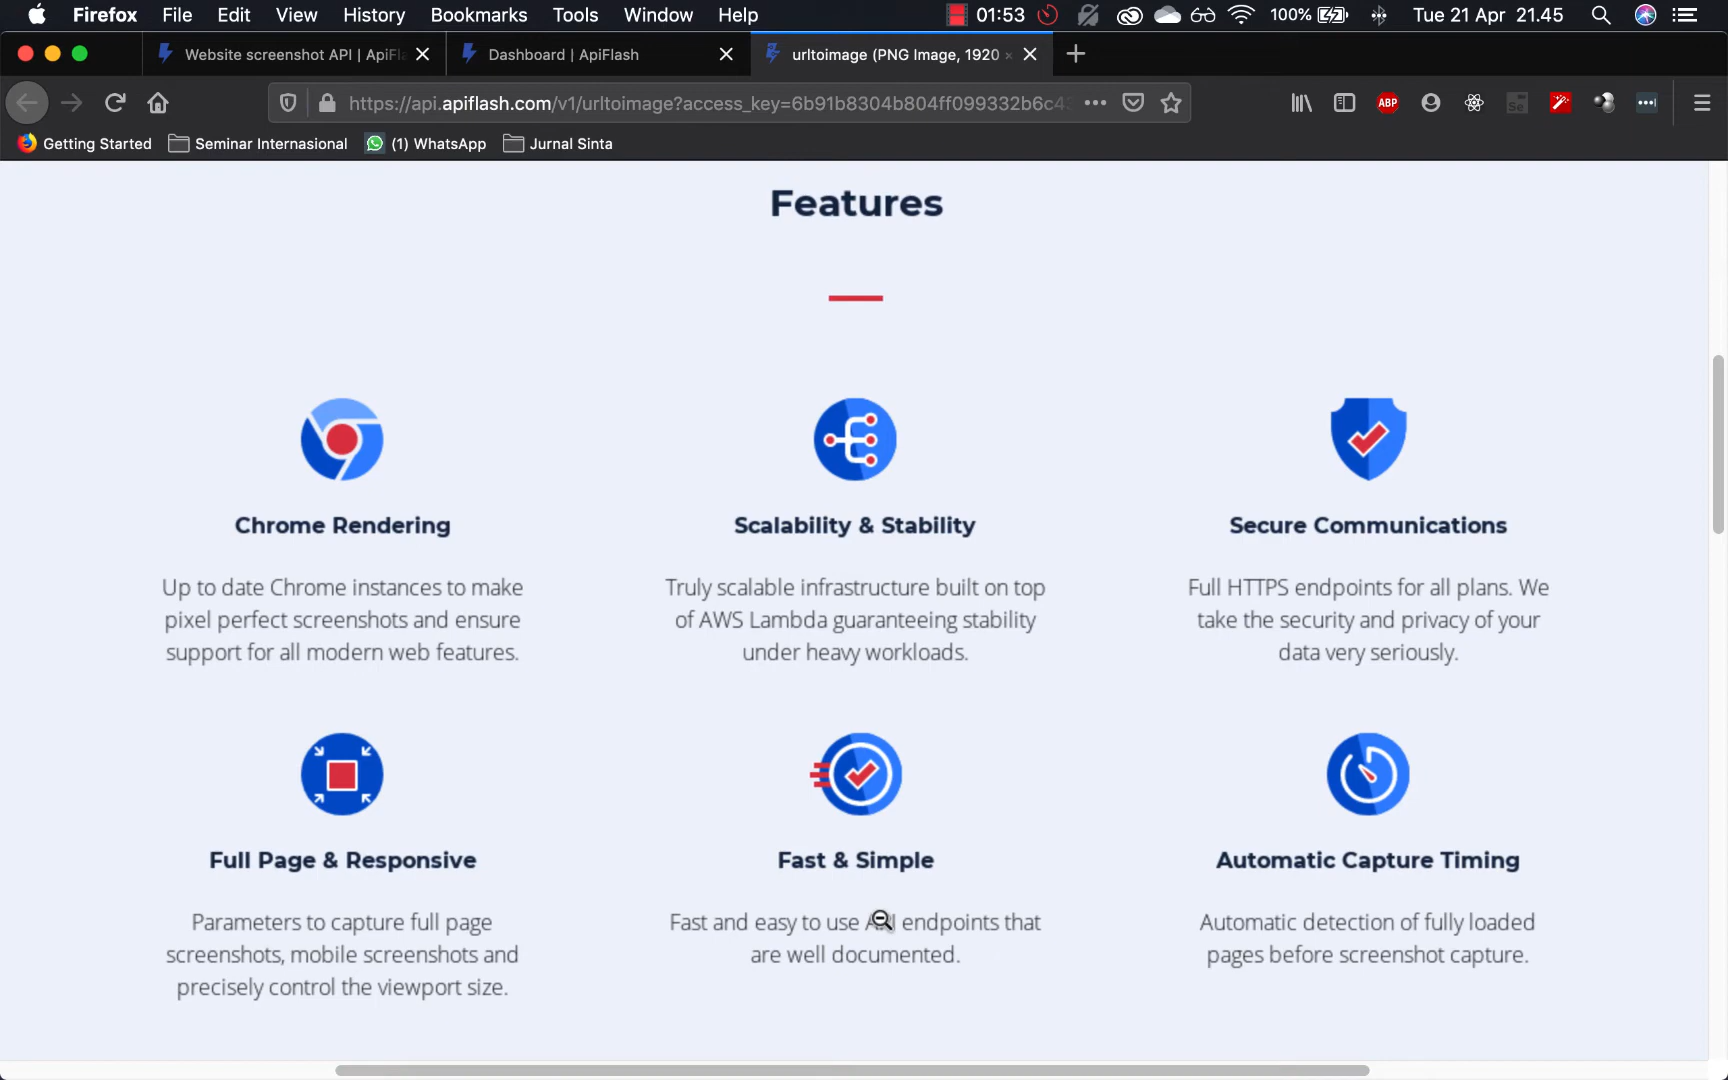 Firefox File Edit View History Bookmarks Tools Window Help 01:53 100% Tue 21 Apr 21.45
Website screenshot API | ApiFla
Dashboard | ApiFlash
urltoimage (PNG Image, 1920 ×
https://api.apiflash.com/v1/urltoimage?access_key=6b91b8304b804ff099332b6c4
ABP
Se
Getting Started Seminar Internasional (1) WhatsApp Jurnal Sinta
Features
Chrome Rendering
Up to date Chrome instances to make
pixel perfect screenshots and ensure
support for all modern web features.
Scalability & Stability
Truly scalable infrastructure built on top
of AWS Lambda guaranteeing stability
under heavy workloads.
Secure Communications
Full HTTPS endpoints for all plans. We
take the security and privacy of your
data very seriously.
Full Page & Responsive
Parameters to capture full page
screenshots, mobile screenshots and
precisely control the viewport size.
Fast & Simple
Fast and easy to use API endpoints that
are well documented.
Automatic Capture Timing
Automatic detection of fully loaded
pages before screenshot capture.